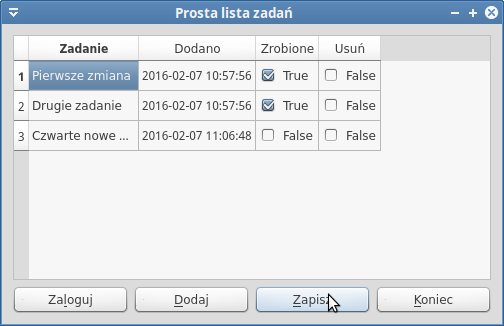 Prosta lista zadań
Zadanie Dodano Zrobione Usuń
1 Pierwsze zmiana 2016-02-07 10:57:56 True False
2 Drugie zadanie 2016-02-07 10:57:56 True False
3 Czwarte nowe ... 2016-02-07 11:06:48 False False
Zaloguj Dodaj Zapisz Koniec